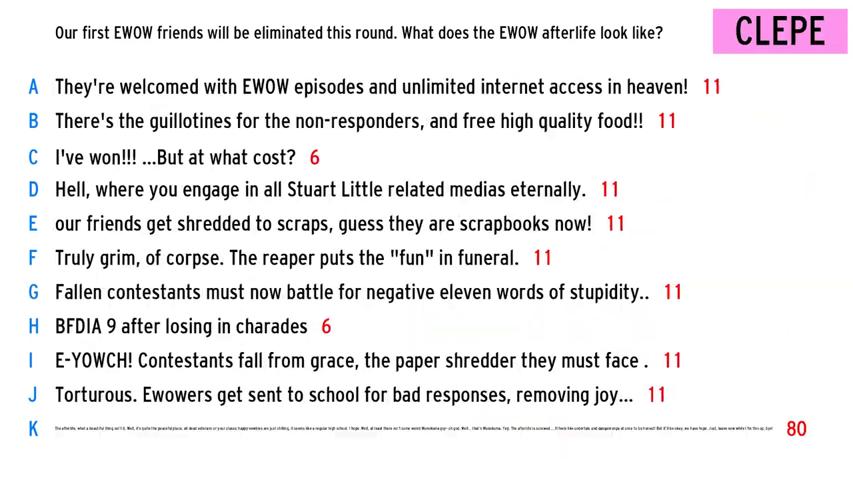 Our first EWOW friends will be eliminated this round. What does the EWOW afterlife look like?
CLEPE
A They're welcomed with EWOW episodes and unlimited internet access in heaven! 11
B There's the guillotines for the non-responders, and free high quality food!! 11
C I've won!!! ...But at what cost? 6
D Hell, where you engage in all Stuart Little related medias eternally. 11
E our friends get shredded to scraps, guess they are scrapbooks now! 11
F Truly grim, of corpse. The reaper puts the "fun" in funeral. 11
G Fallen contestants must now battle for negative eleven words of stupidity.. 11
H BFDIA 9 after losing in charades 6
I E-YOWCH! Contestants fall from grace, the paper shredder they must face . 11
J Torturous. Ewowers get sent to school for bad responses, removing joy... 11
K 80